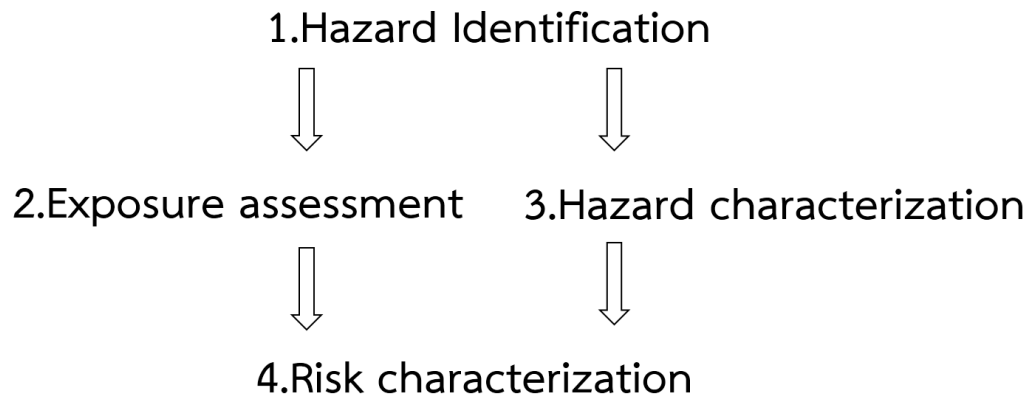 1.Hazard Identification
2.Exposure assessment
3.Hazard characterization
4.Risk characterization